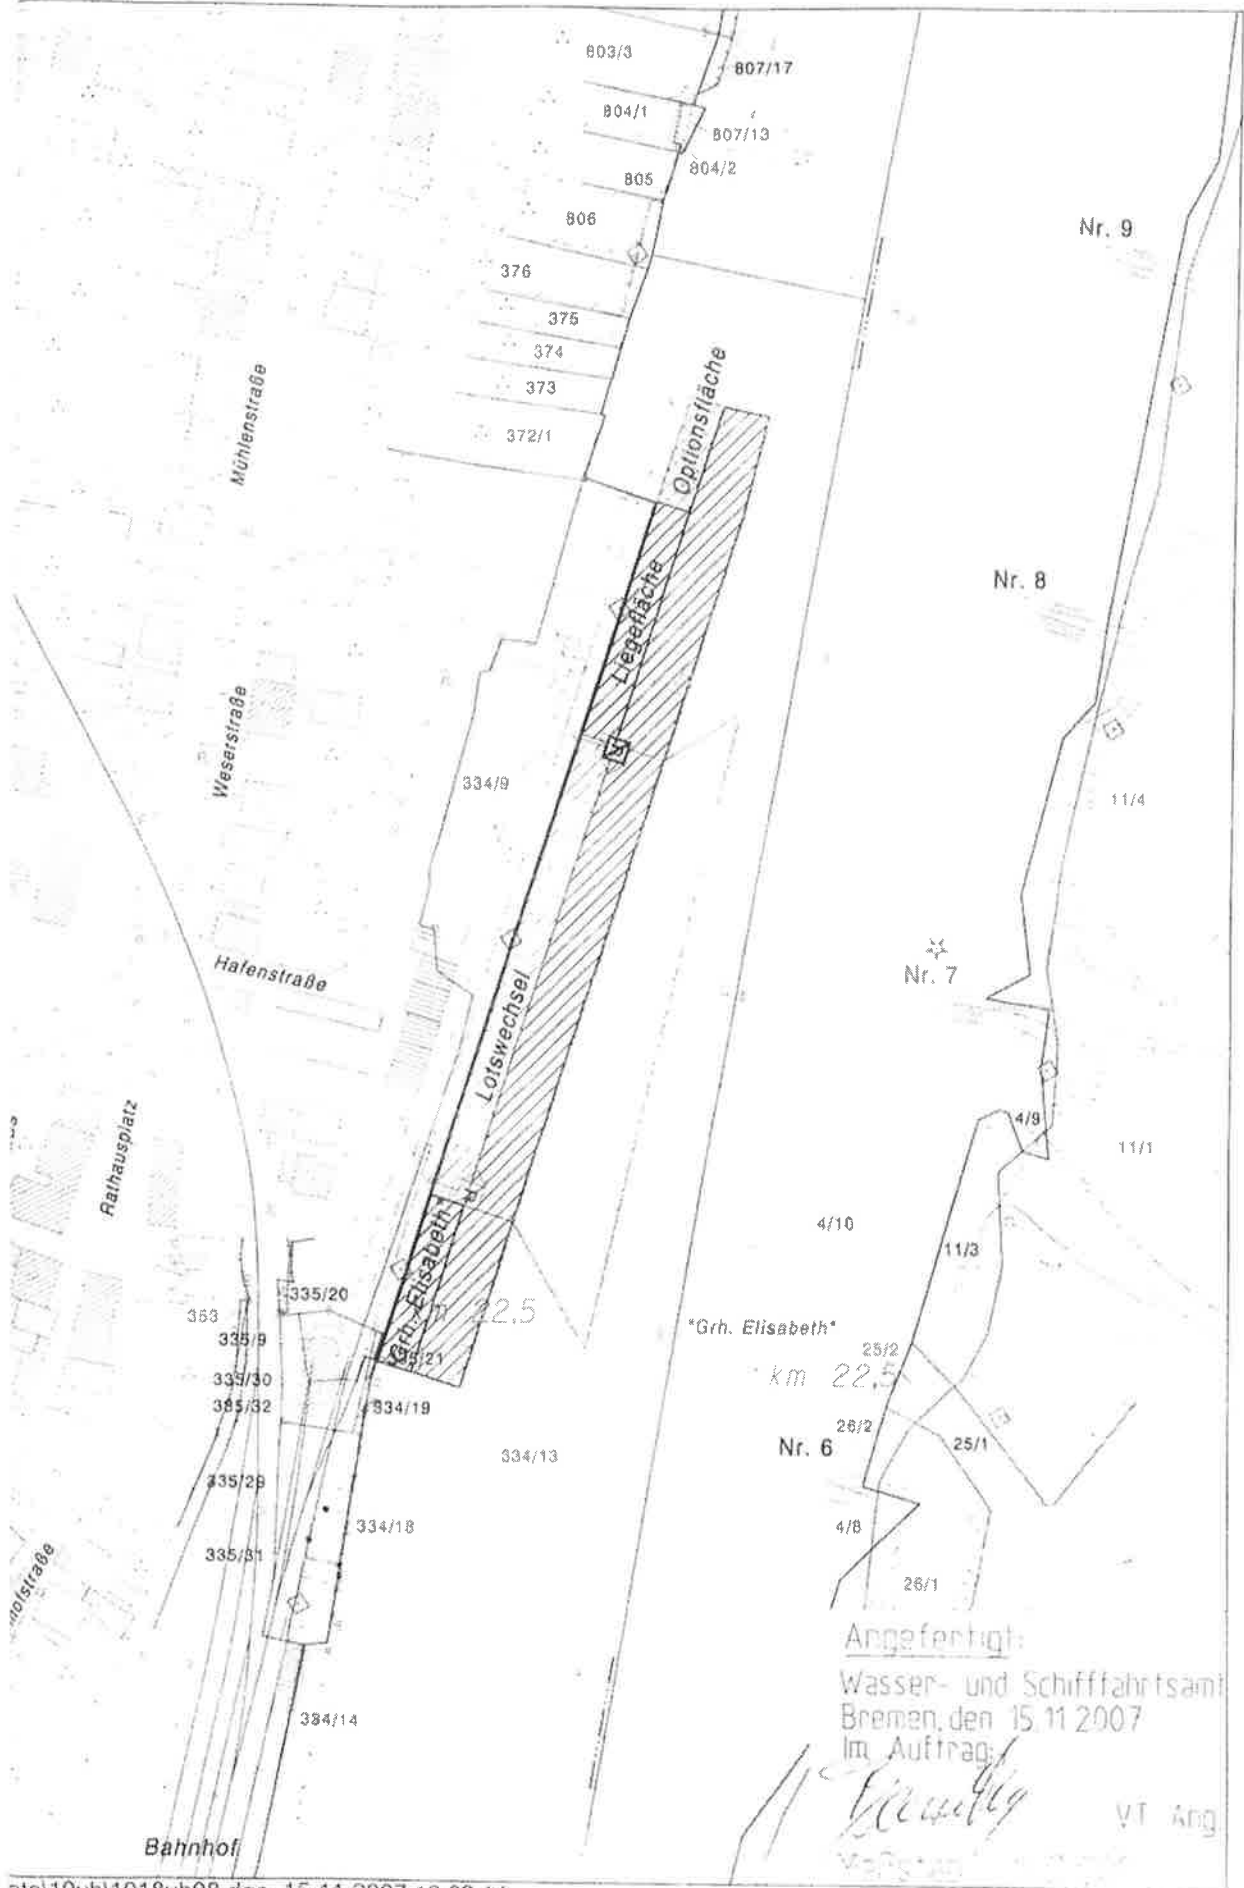 803/3
807/17
804/1
807/13
804/2
805
806
Nr. 9
376
375
374
373
372/1
Optionsfläche
Mühlenstraße
Nr. 8
Liegefläche
Weserstraße
334/9
11/4
Hafenstraße
Nr. 7
Lotswechsel
4/9
11/1
Rathausplatz
4/10
11/3
"Grh. Elisabeth"
335/20
353
22,5
335/9
"Grh. Elisabeth"
25/2
335/30
km 22,5
335/32
334/19
26/2
Nr. 6
25/1
334/13
335/29
334/18
4/8
335/31
26/1
Angefertigt:
Wasser- und Schifffahrtsamt
Bremen, den 15.11.2007
Im Auftrag:
VT Ang
334/14
Bahnhof